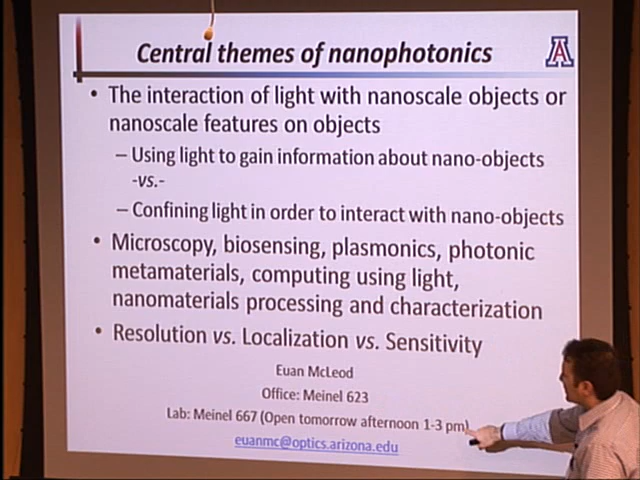 Central themes of nanophotonics
A
• The interaction of light with nanoscale objects or
nanoscale features on objects
– Using light to gain information about nano-objects
-vs.-
– Confining light in order to interact with nano-objects
• Microscopy, biosensing, plasmonics, photonic
metamaterials, computing using light,
nanomaterials processing and characterization
• Resolution vs. Localization vs. Sensitivity
Euan McLeod
Office: Meinel 623
Lab: Meinel 667 (Open tomorrow afternoon 1-3 pm)
euanmc@optics.arizona.edu